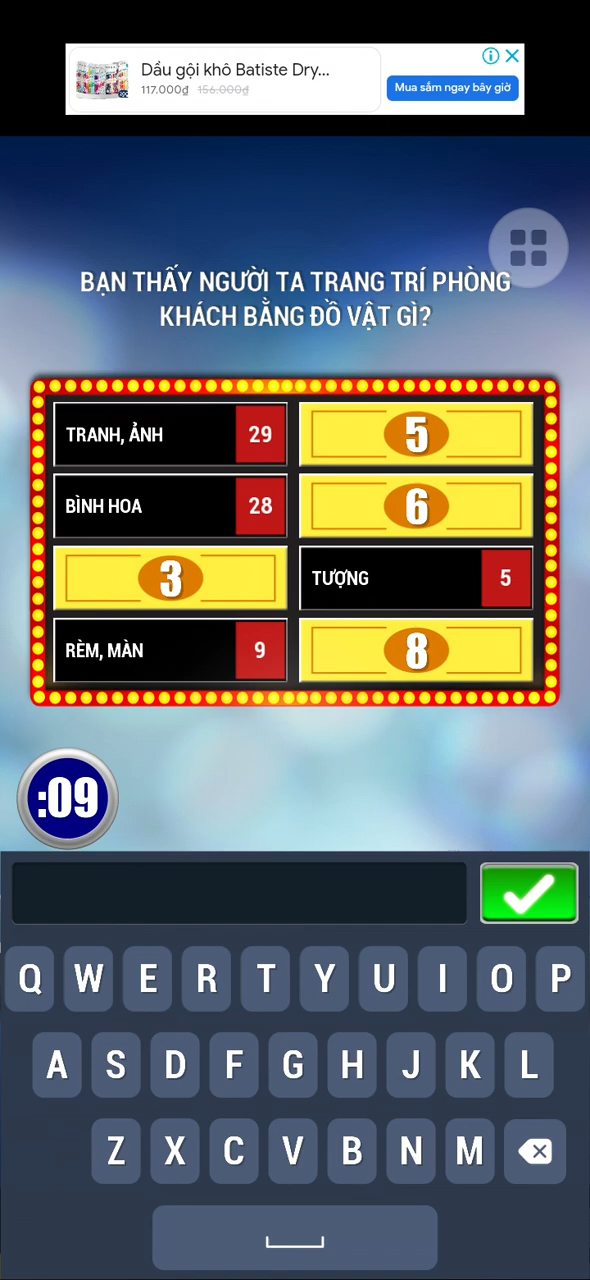 Dầu gội khô Batiste Dry...
117.000₫ 156.000₫
Mua sắm ngay bây giờ
BẠN THẤY NGƯỜI TA TRANG TRÍ PHÒNG
KHÁCH BẰNG ĐỒ VẬT GÌ?
TRANH, ẢNH 29
5
BÌNH HOA 28
6
3
TƯỢNG 5
RÈM, MÀN 9
8
:09
Q W E R T Y U I O P
A S D F G H J K L
Z X C V B N M